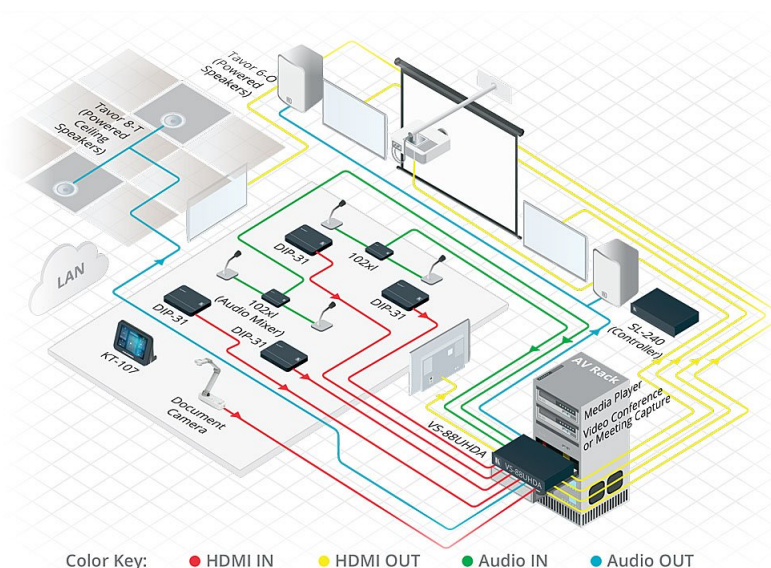 Tavor 6-O
(Powered
Speakers)
Tavor 8-T
(Powered
Ceiling
Speakers)
LAN
DIP-31
102xl
DIP-31
102xl
(Audio Mixer)
DIP-31
DIP-31
KT-107
Document
Camera
SL-240
(Controller)
AV Rack
Media Player
Video Conference
or Meeting Capture
VS-88UHDA
VS-88UHDA
Color Key:
HDMI IN
HDMI OUT
Audio IN
Audio OUT